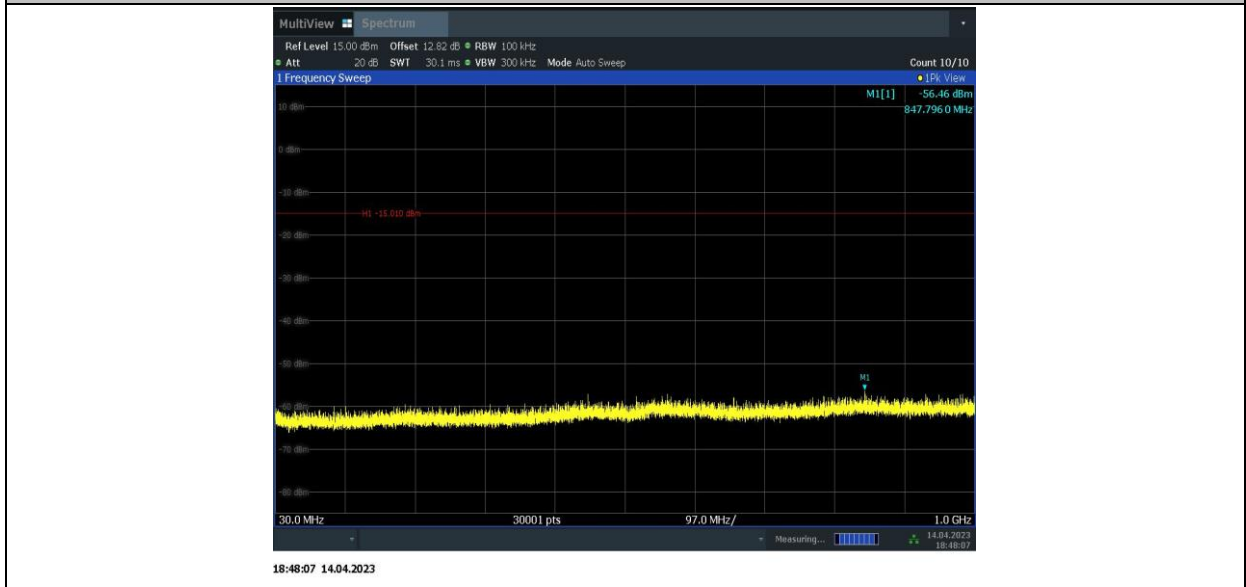 MultiView Spectrum
Ref Level 15.00 dBm Offset 12.82 dB RBW 100 kHz
Att 20 dB SWT 30.1 ms VBW 300 kHz Mode Auto Sweep Count 10/10
1 Frequency Sweep 1Pk View
M1[1] -56.46 dBm
847.7960 MHz
10 dBm
0 dBm
-10 dBm
H1 -15.010 dBm
-20 dBm
-30 dBm
-40 dBm
-50 dBm
M1
-60 dBm
-70 dBm
-80 dBm
30.0 MHz 30001 pts 97.0 MHz/ 1.0 GHz
Measuring... 14.04.2023
18:48:07
18:48:07 14.04.2023